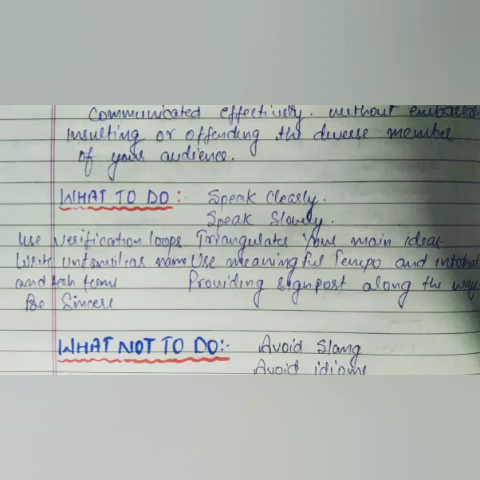 Communicated effectively. without
insulting or offending the diverse member
of your audience.
WHAT TO DO:- Speak Clearly.
Speak Slowly.
Use Verification loops Triangulates Your main ideas
Write unfamiliar name Use meaningful Tempo and
and tech terms Providing signpost along the way
Be Sincere
WHAT NOT TO DO:- Avoid Slang
Avoid idioms